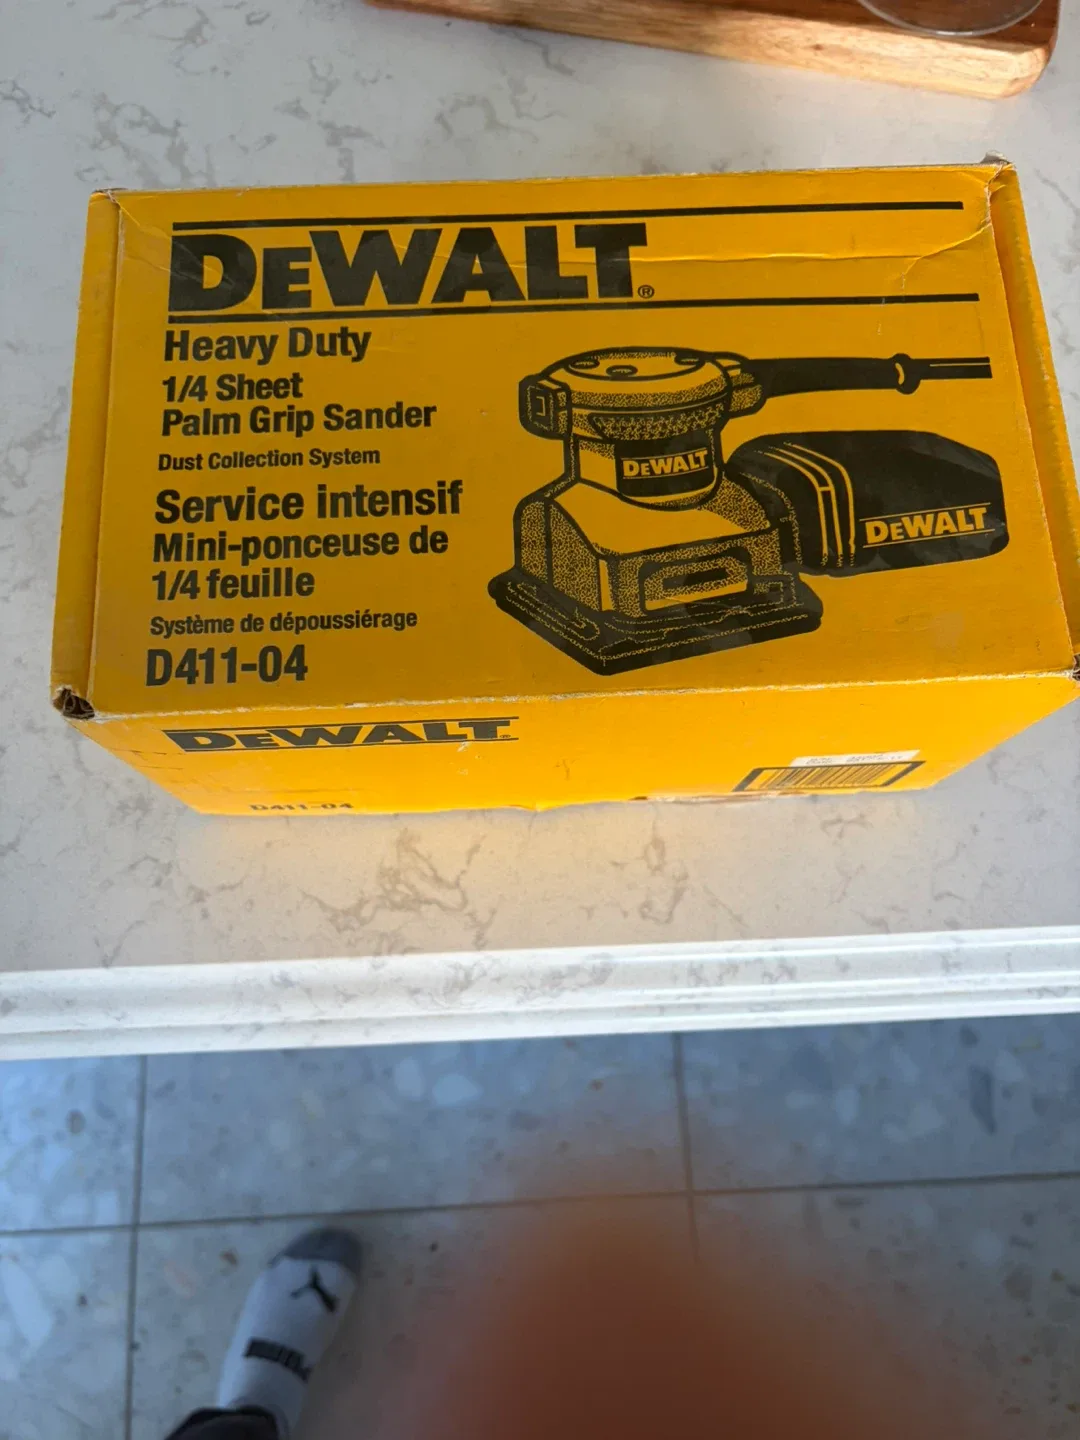 DEWALT®
Heavy Duty
1/4 Sheet
Palm Grip Sander
Dust Collection System
Service intensif
Mini-ponceuse de
1/4 feuille
Système de dépoussiérage
D411-04
DEWALT
DEWALT
DEWALT®
D411-04
PUMA